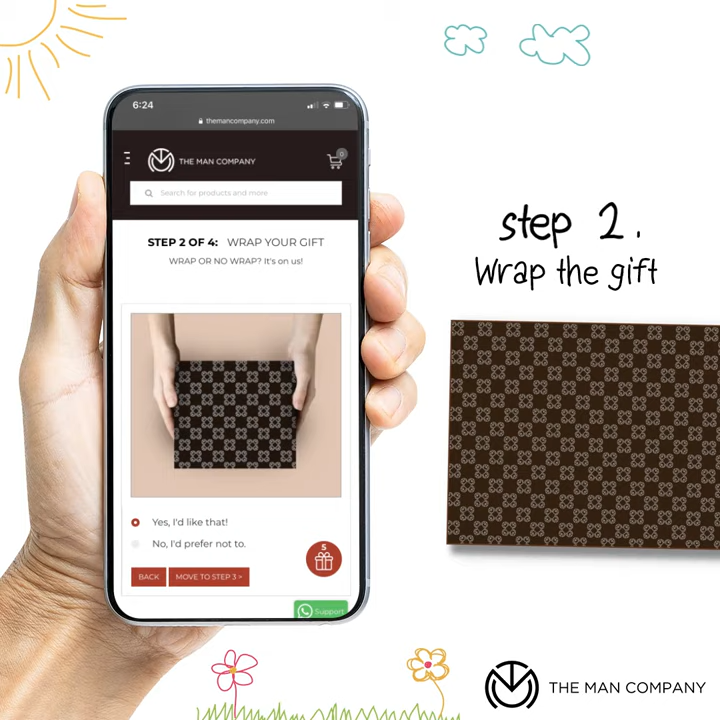 6:24
themancompany.com
THE MAN COMPANY
0
Search for products and more
STEP 2 OF 4: WRAP YOUR GIFT
WRAP OR NO WRAP? It's on us!
Yes, I'd like that!
No, I'd prefer not to.
5
BACK
MOVE TO STEP 3 >
Support
step 2.
Wrap the gift
THE MAN COMPANY